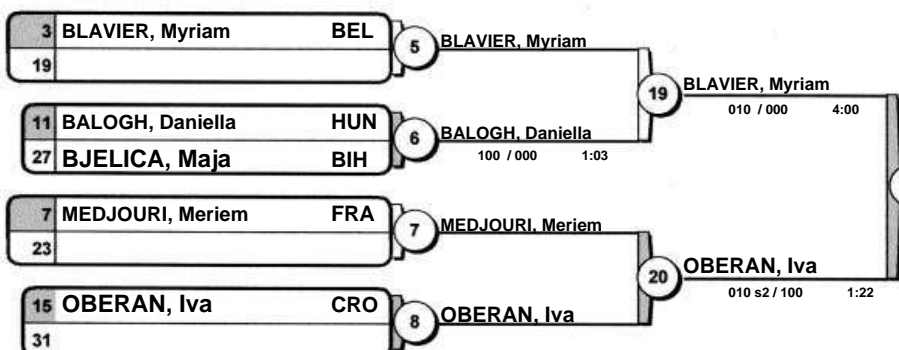 3 BLAVIER, Myriam BEL
19
5 BLAVIER, Myriam
11 BALOGH, Daniella HUN
27 BJELICA, Maja BIH
6 BALOGH, Daniella
100 / 000 1:03
19 BLAVIER, Myriam
010 / 000 4:00
7 MEDJOURI, Meriem FRA
23
7 MEDJOURI, Meriem
15 OBERAN, Iva CRO
31
8 OBERAN, Iva
20 OBERAN, Iva
010 s2 / 100 1:22